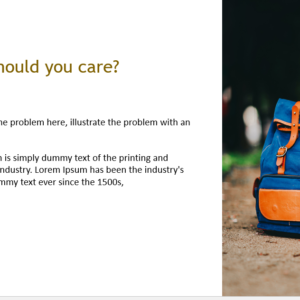 hould you care?
he problem here, illustrate the problem with an
is simply dummy text of the printing and
ndustry. Lorem Ipsum has been the industry's
mmy text ever since the 1500s,